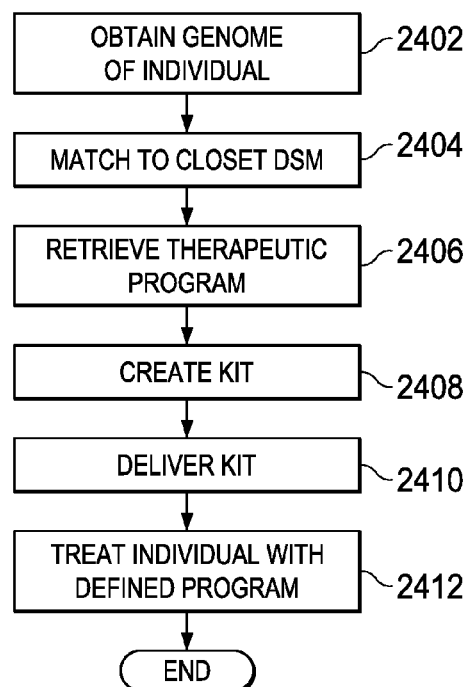 OBTAIN GENOME
OF INDIVIDUAL
2402
MATCH TO CLOSET DSM
2404
RETRIEVE THERAPEUTIC
PROGRAM
2406
CREATE KIT
2408
DELIVER KIT
2410
TREAT INDIVIDUAL WITH
DEFINED PROGRAM
2412
END